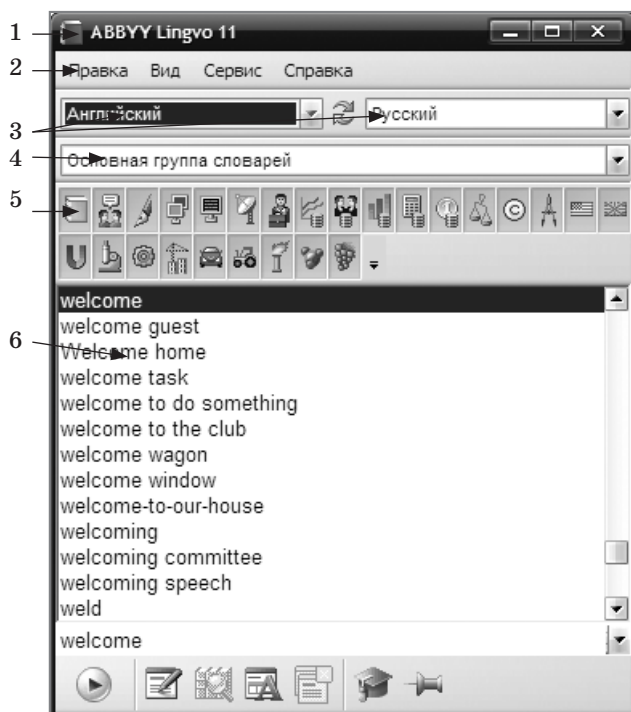 1 ABBYY Lingvo 11
2 Правка Вид Сервис Справка
3 Английский Русский
4 Основная группа словарей
5
welcome
welcome guest
6 Welcome home
welcome task
welcome to do something
welcome to the club
welcome wagon
welcome window
welcome-to-our-house
welcoming
welcoming committee
welcoming speech
weld
welcome